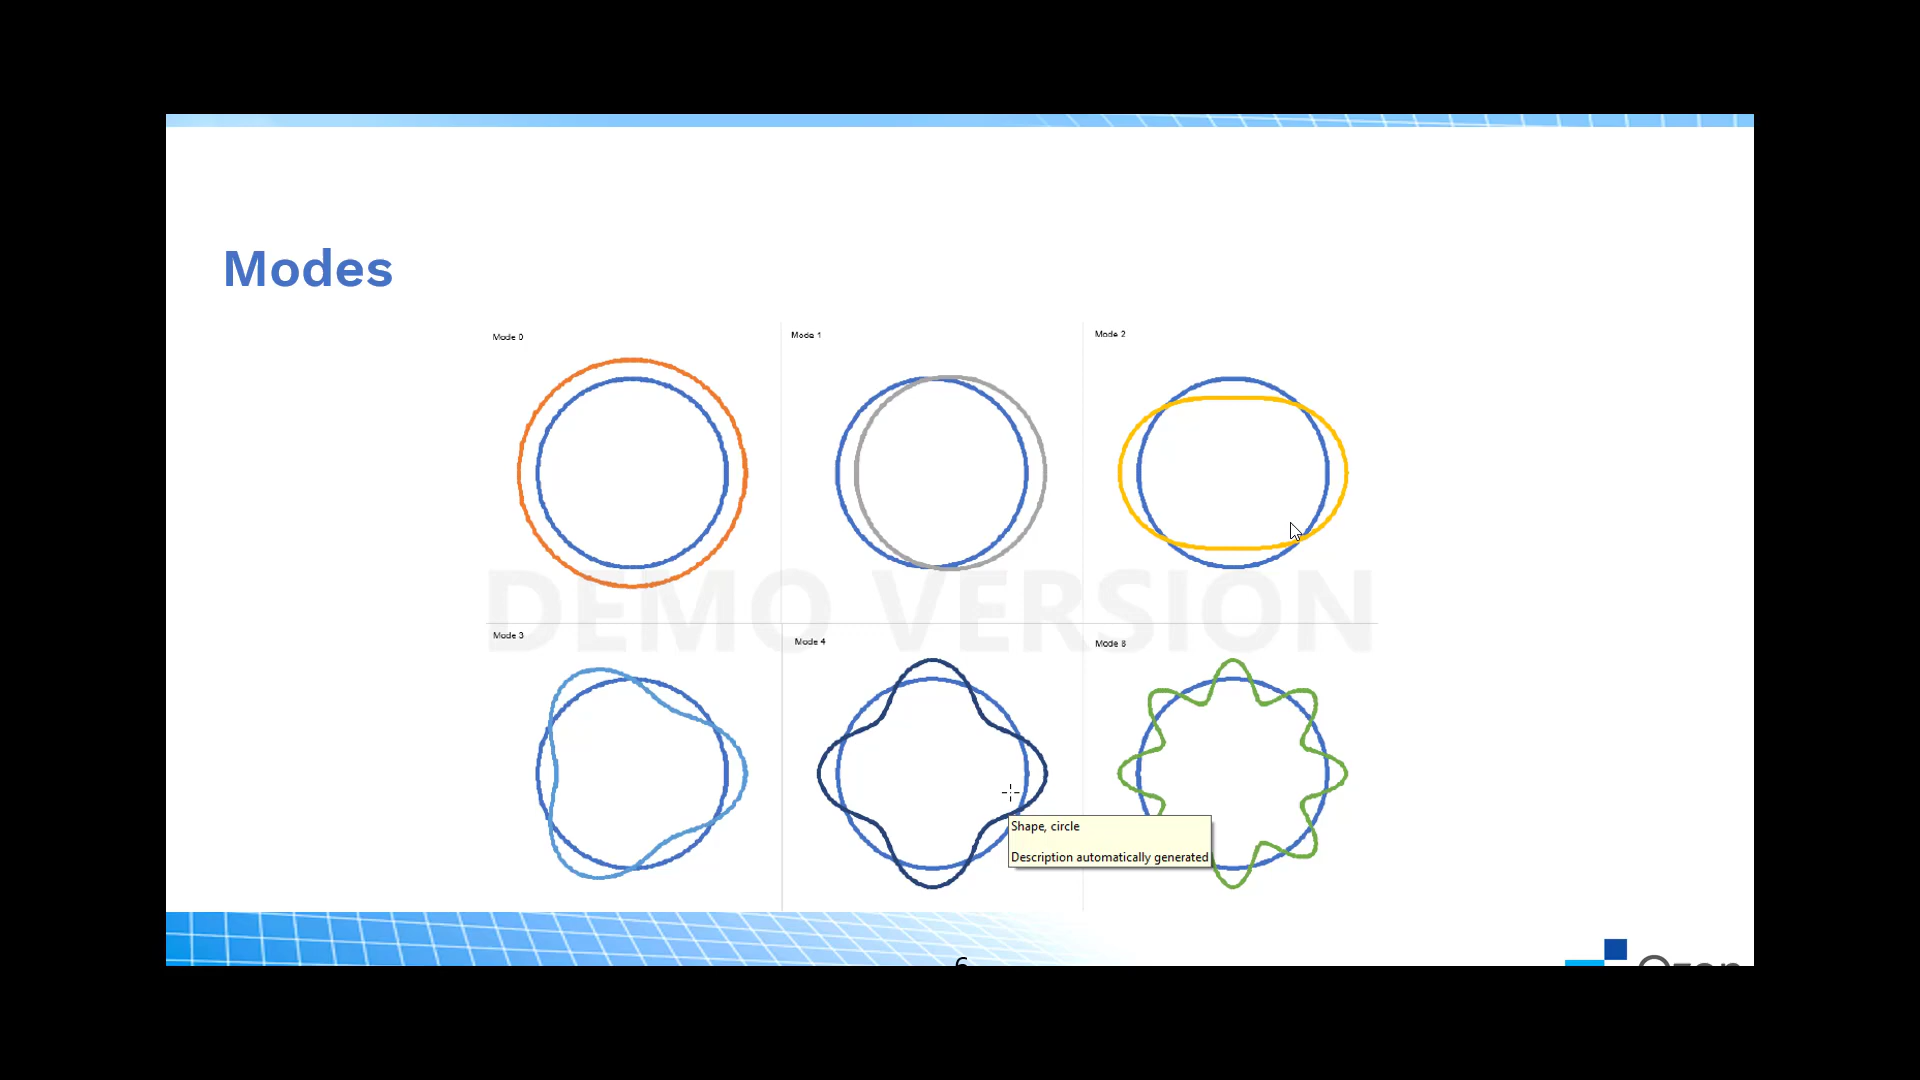 Modes
Mode 0
Mode 1
Mode 2
DEMO VERSION
Mode 3
Mode 4
Mode 8
Shape, circle
Description automatically generated
6